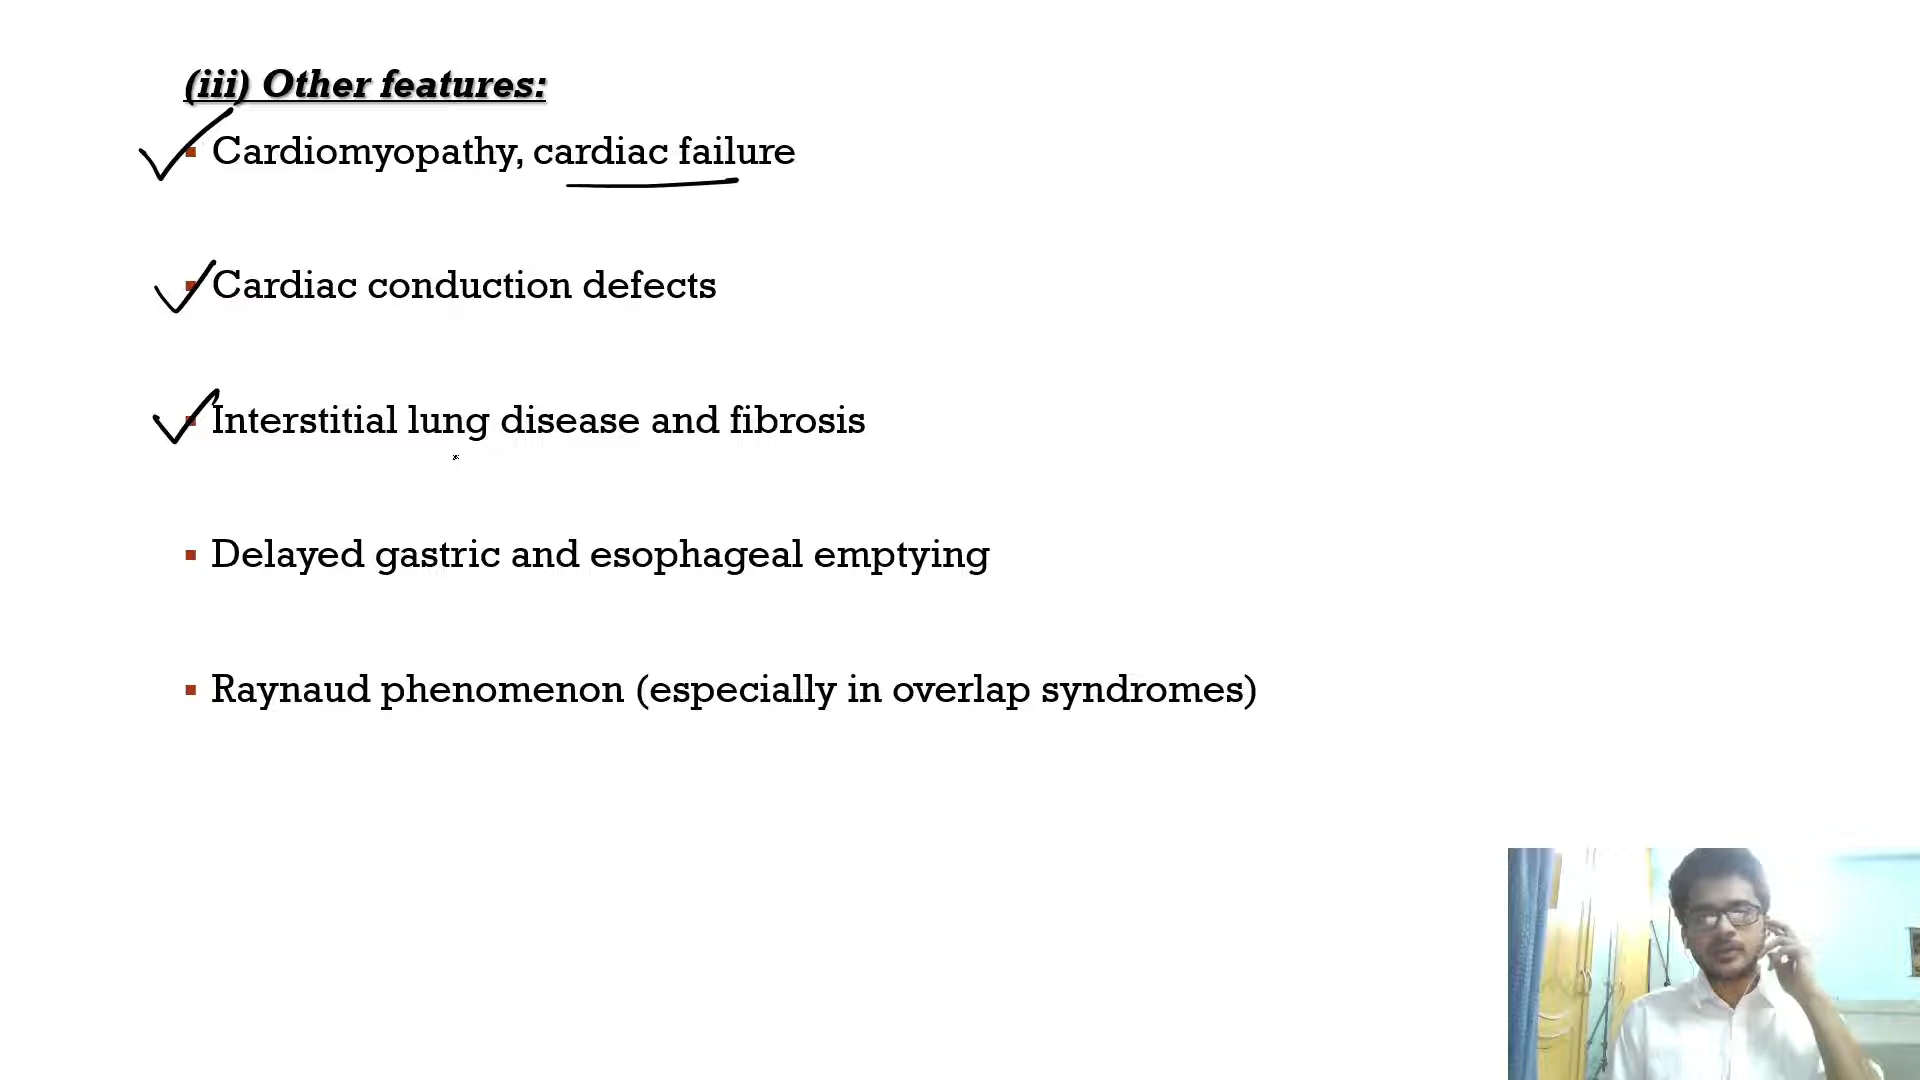 (iii) Other features:
▪ Cardiomyopathy, cardiac failure
▪ Cardiac conduction defects
▪ Interstitial lung disease and fibrosis
▪ Delayed gastric and esophageal emptying
▪ Raynaud phenomenon (especially in overlap syndromes)